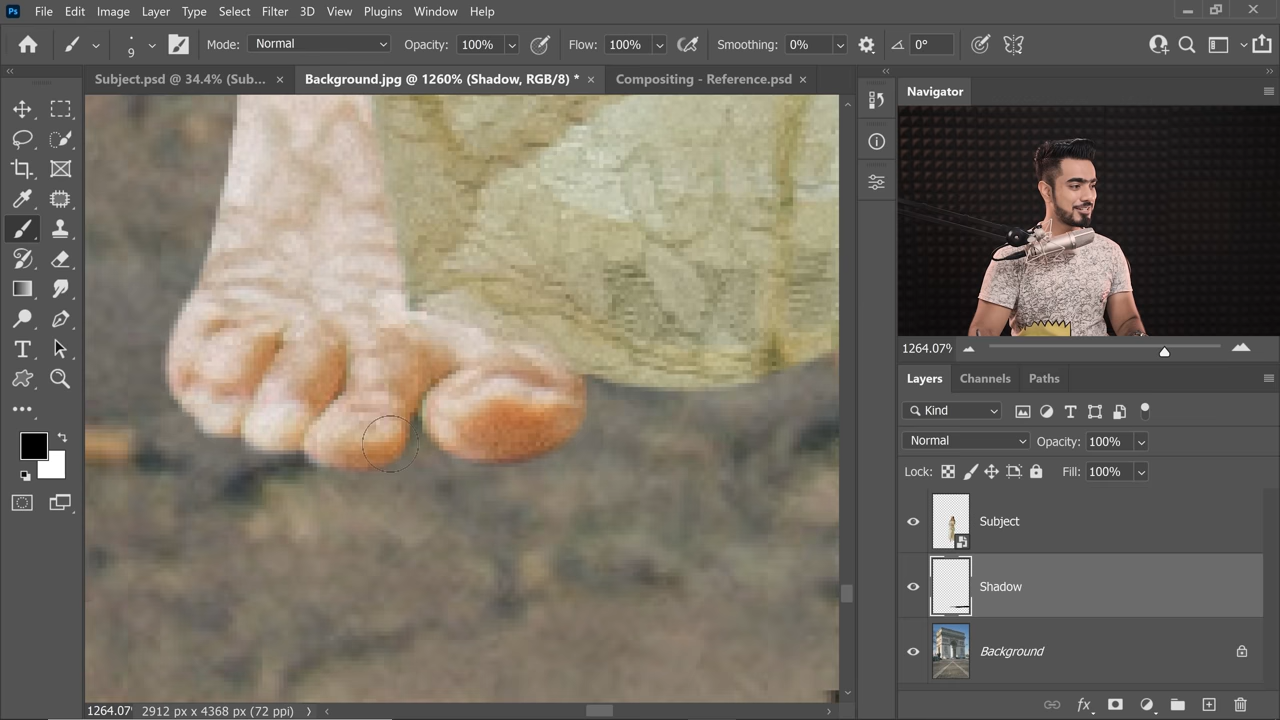 Ps File Edit Image Layer Type Select Filter 3D View Plugins Window Help
9 Mode: Normal Opacity: 100% Flow: 100% Smoothing: 0% 0°
Subject.psd @ 34.4% (Sub... × Background.jpg @ 1260% (Shadow, RGB/8) * × Compositing - Reference.psd ×
Navigator
1264.07%
Layers Channels Paths
Kind
Normal Opacity: 100%
Lock: Fill: 100%
Subject
Shadow
Background
1264.07 2912 px x 4368 px (72 ppi)
fx